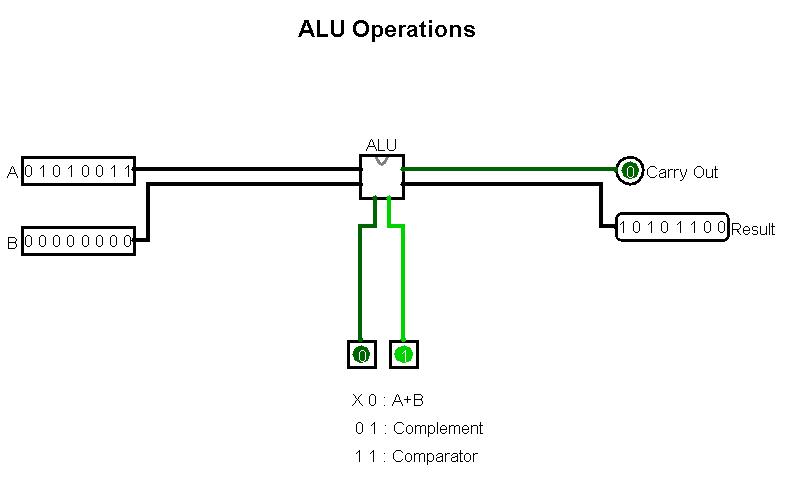 ALU Operations
ALU
A 0 1 0 1 0 0 1 1
0 Carry Out
B 0 0 0 0 0 0 0 0
1 0 1 0 1 1 0 0 Result
0 1
X 0 : A+B
0 1 : Complement
1 1 : Comparator